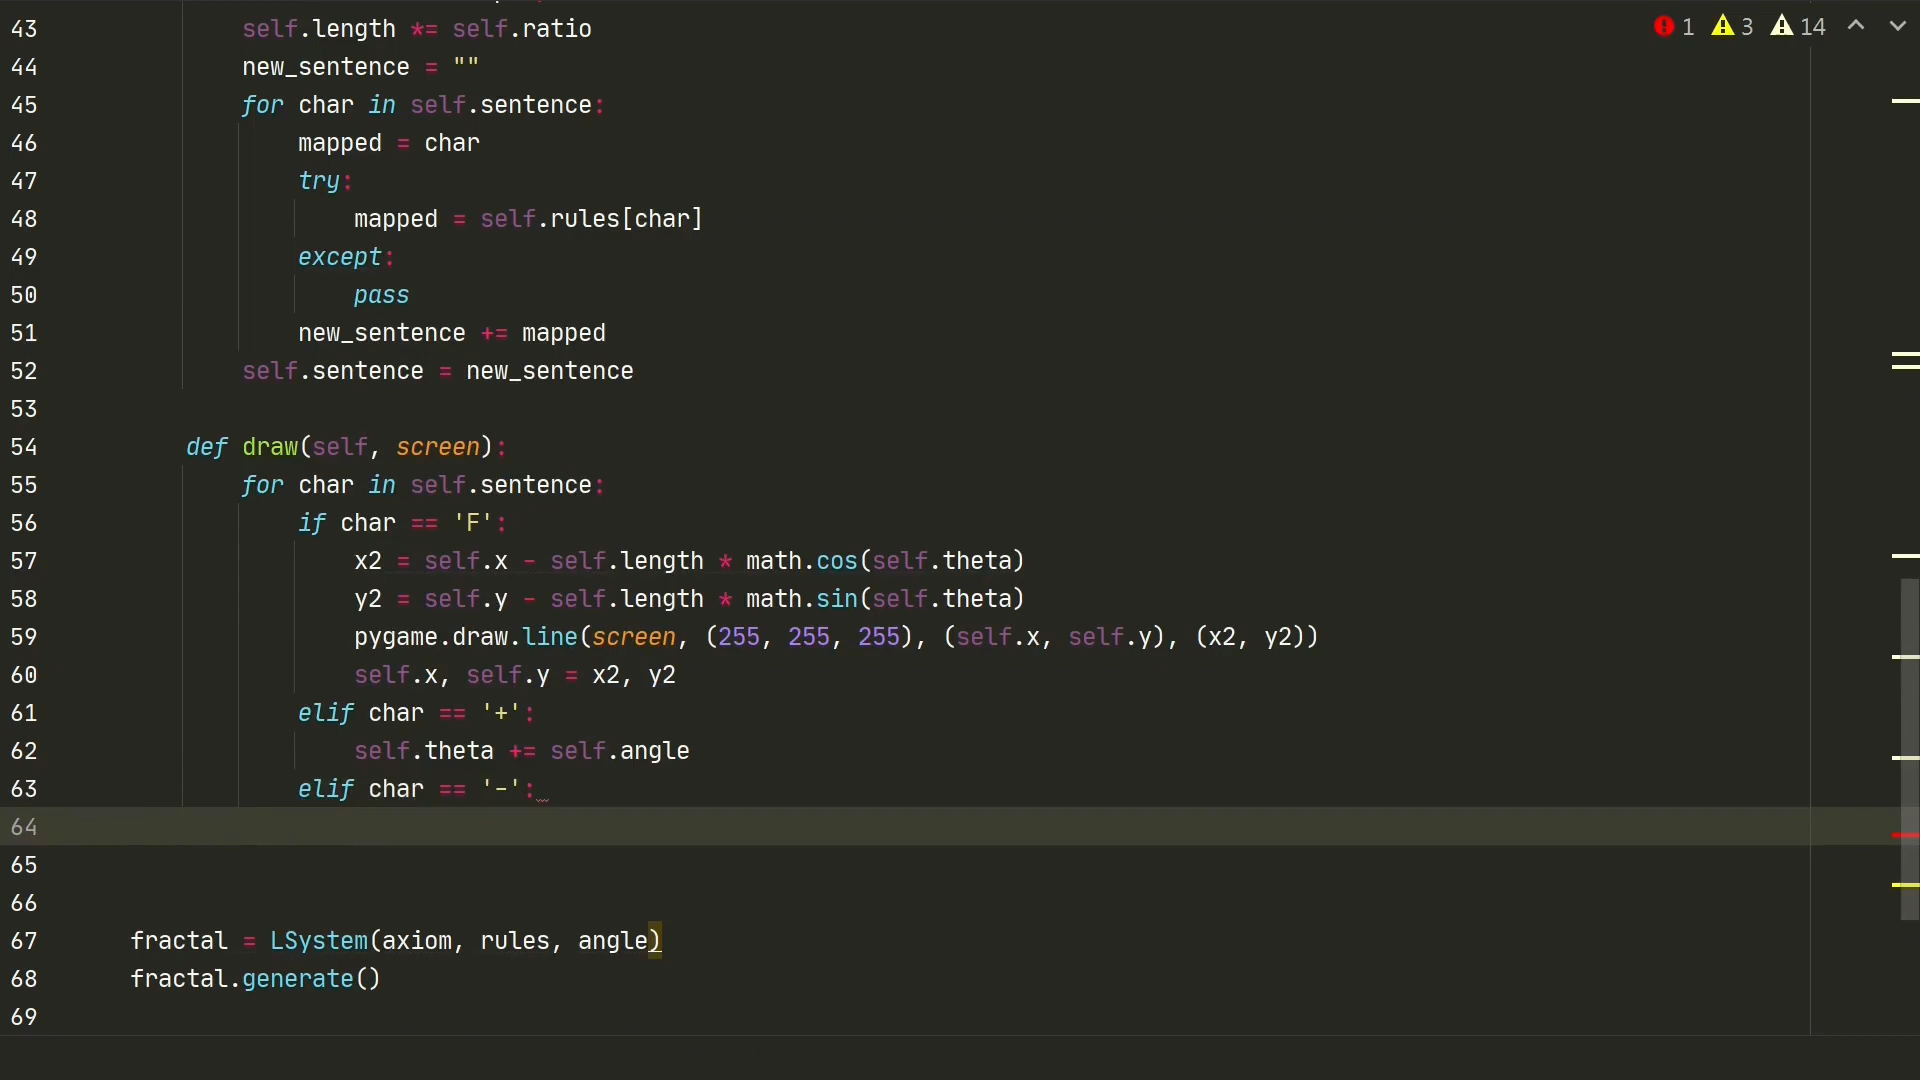 1 3 14
43 self.length *= self.ratio
44 new_sentence = ""
45 for char in self.sentence:
46 mapped = char
47 try:
48 mapped = self.rules[char]
49 except:
50 pass
51 new_sentence += mapped
52 self.sentence = new_sentence
53
54 def draw(self, screen):
55 for char in self.sentence:
56 if char == 'F':
57 x2 = self.x - self.length * math.cos(self.theta)
58 y2 = self.y - self.length * math.sin(self.theta)
59 pygame.draw.line(screen, (255, 255, 255), (self.x, self.y), (x2, y2))
60 self.x, self.y = x2, y2
61 elif char == '+':
62 self.theta += self.angle
63 elif char == '-':
64
65
66
67 fractal = LSystem(axiom, rules, angle)
68 fractal.generate()
69